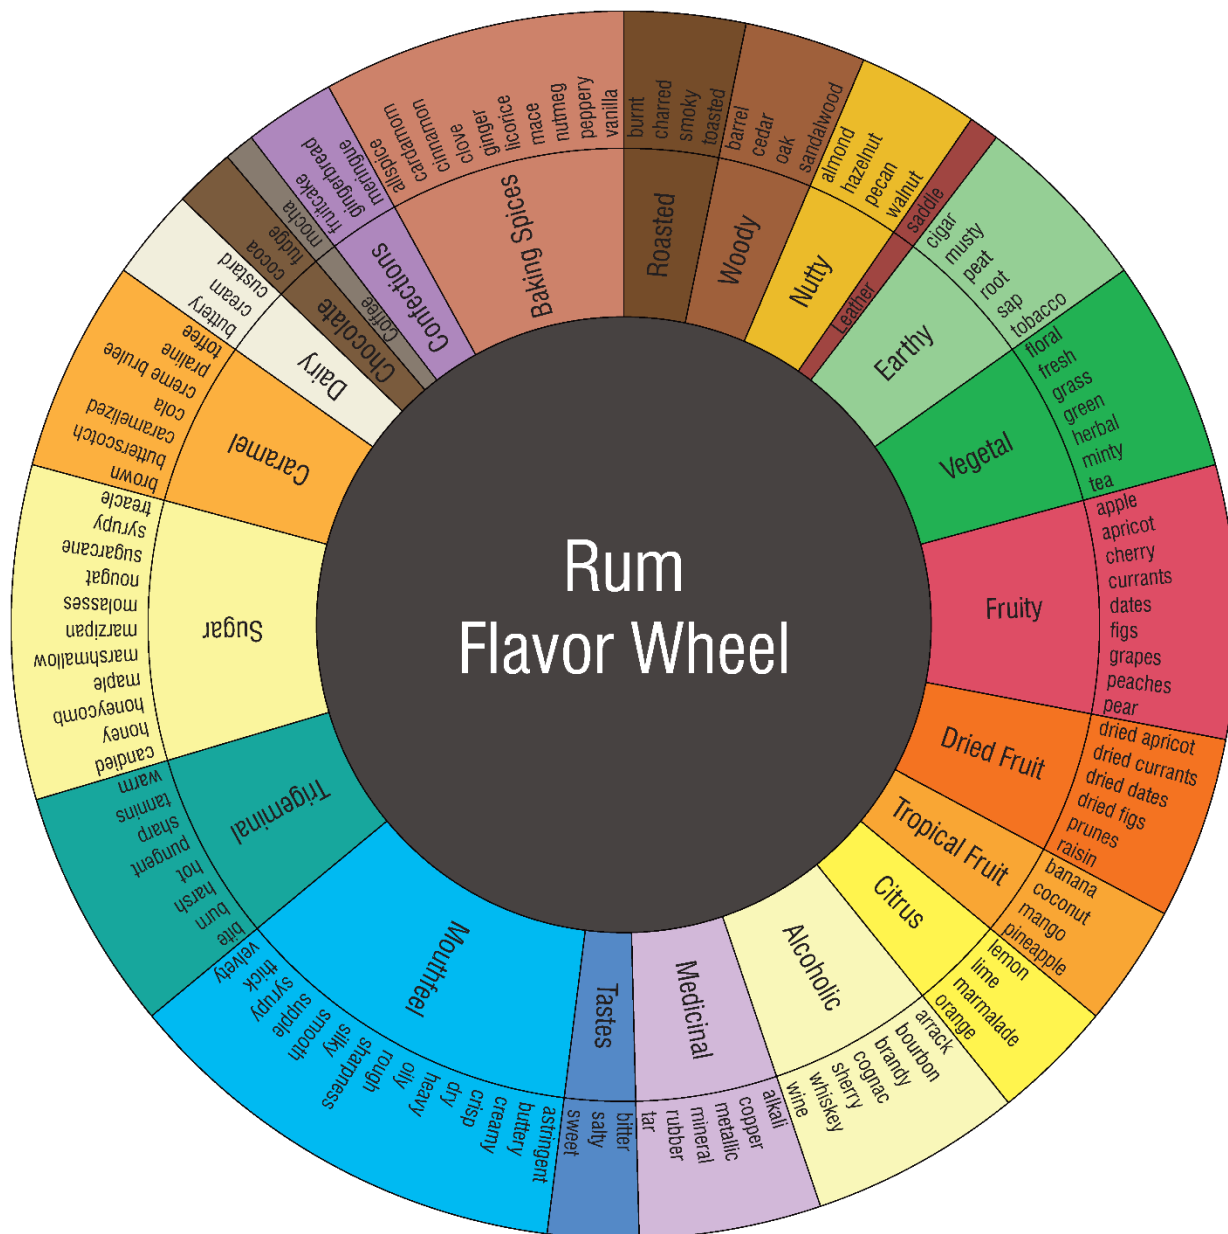 Rum
Flavor Wheel
Roasted
burnt
charred
smoky
toasted
Woody
barrel
cedar
oak
sandalwood
Nutty
almond
hazelnut
pecan
walnut
Leather
saddle
Earthy
cigar
musty
peat
root
sap
tobacco
Vegetal
floral
fresh
grass
green
herbal
minty
tea
Fruity
apple
apricot
cherry
currants
dates
figs
grapes
peaches
pear
Dried Fruit
dried apricot
dried currants
dried dates
dried figs
prunes
raisin
Tropical Fruit
banana
coconut
mango
pineapple
Citrus
lemon
lime
marmalade
orange
Alcoholic
arrack
bourbon
brandy
cognac
sherry
whiskey
wine
Medicinal
alkali
copper
metallic
mineral
rubber
tar
Tastes
bitter
salty
sweet
Mouthfeel
astringent
buttery
creamy
crisp
dry
heavy
oily
rough
sharpness
silky
smooth
supple
syrupy
thick
velvety
Trigeminal
bite
burn
harsh
hot
pungent
sharp
tannins
warm
Sugar
candied
honey
honeycomb
maple
marshmallow
marzipan
molasses
nougat
sugarcane
syrupy
treacle
Caramel
brown
butterscotch
caramelized
cola
creme brulee
praline
toffee
Dairy
buttery
cream
custard
Chocolate
cocoa
fudge
Coffee
mocha
Confections
fruitcake
gingerbread
meringue
Baking Spices
allspice
cardamom
cinnamon
clove
ginger
licorice
mace
nutmeg
peppery
vanilla